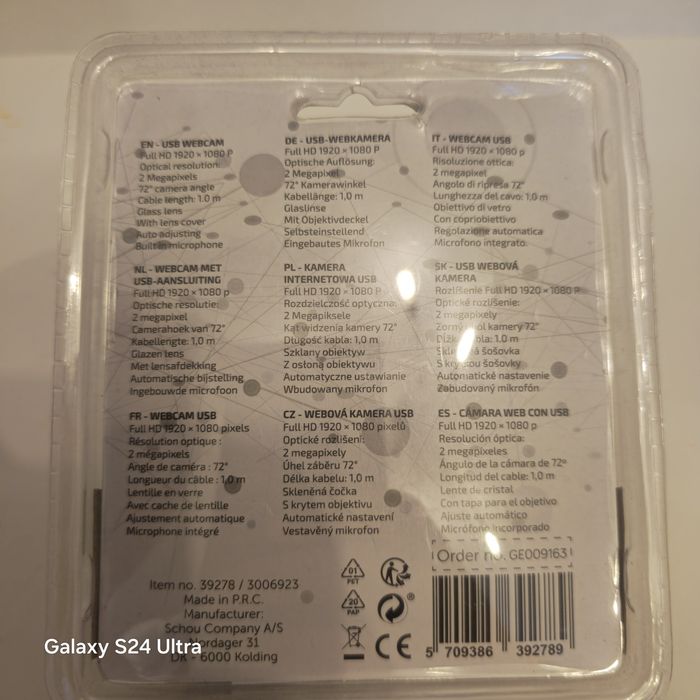 EN - USB WEBCAM
Full HD 1920 × 1080 P
Optical resolution:
2 Megapixels
72° camera angle
Cable length: 1,0 m
Glass lens
With lens cover
Auto adjusting
Built-in microphone
DE - USB-WEBKAMERA
Full HD 1920 × 1080 P
Optische Auflösung:
2 Megapixel
72° Kamerawinkel
Kabellänge: 1,0 m
Glaslinse
Mit Objektivdeckel
Selbsteinstellend
Eingebautes Mikrofon
IT - WEBCAM USB
Full HD 1920 × 1080 p
Risoluzione ottica:
2 megapixel
Angolo di ripresa 72°
Lunghezza del cavo: 1,0 m
Obiettivo di vetro
Con copriobiettivo
Regolazione automatica
Microfono integrato
NL - WEBCAM MET
USB-AANSLUITING
Full HD 1920 × 1080 p
Optische resolutie:
2 megapixel
Camerahoek van 72°
Kabellengte: 1,0 m
Glazen lens
Met lensafdekking
Automatische bijstelling
Ingebouwde microfoon
PL - KAMERA
INTERNETOWA USB
Full HD 1920 × 1080 p
Rozdzielczość optyczna:
2 Megapiksele
Kąt widzenia kamery 72°
Długość kabla: 1,0 m
Szklany obiektyw
Z osłoną obiektywu
Automatyczne ustawianie
Wbudowany mikrofon
SK - USB WEBOVÁ
KAMERA
Rozlíšenie Full HD 1920 × 1080 P
Optické rozlíšenie:
2 megapixely
Zorný uhol kamery 72°
Dĺžka kábla: 1,0 m
Sklenená šošovka
S krytkou šošovky
Automatické nastavenie
Zabudovaný mikrofón
FR - WEBCAM USB
Full HD 1920 × 1080 pixels
Résolution optique :
2 mégapixels
Angle de caméra : 72°
Longueur du câble : 1,0 m
Lentille en verre
Avec cache de lentille
Ajustement automatique
Microphone intégré
CZ - WEBOVÁ KAMERA USB
Full HD 1920 × 1080 pixelů
Optické rozlišení:
2 megapixely
Úhel záběru 72°
Délka kabelu: 1,0 m
Skleněná čočka
S krytem objektivu
Automatické nastavení
Vestavěný mikrofon
ES - CÁMARA WEB CON USB
Full HD 1920 × 1080 p
Resolución óptica:
2 megapíxeles
Ángulo de la cámara de 72º
Longitud del cable: 1,0 m
Lente de cristal
Con tapa para el objetivo
Ajuste automático
Micrófono incorporado
Order no. GE009163
Item no. 39278 / 3006923
Made in P.R.C.
Manufacturer:
Schou Company A/S
Nordager 31
DK - 6000 Kolding
01
PET
20
PAP
CE
5 709386 392789
Galaxy S24 Ultra